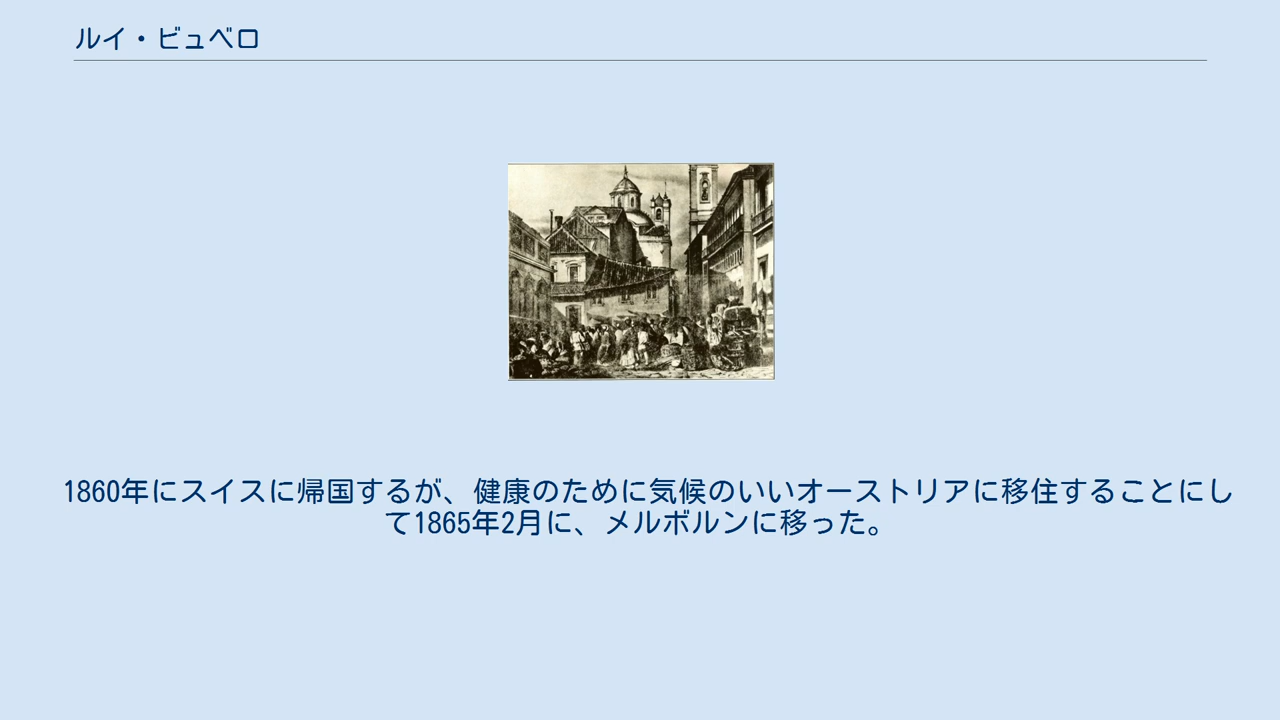 ルイ・ビュベロ
1860年にスイスに帰国するが、健康のために気候のいいオーストリアに移住することにし
て1865年2月に、メルボルンに移った。